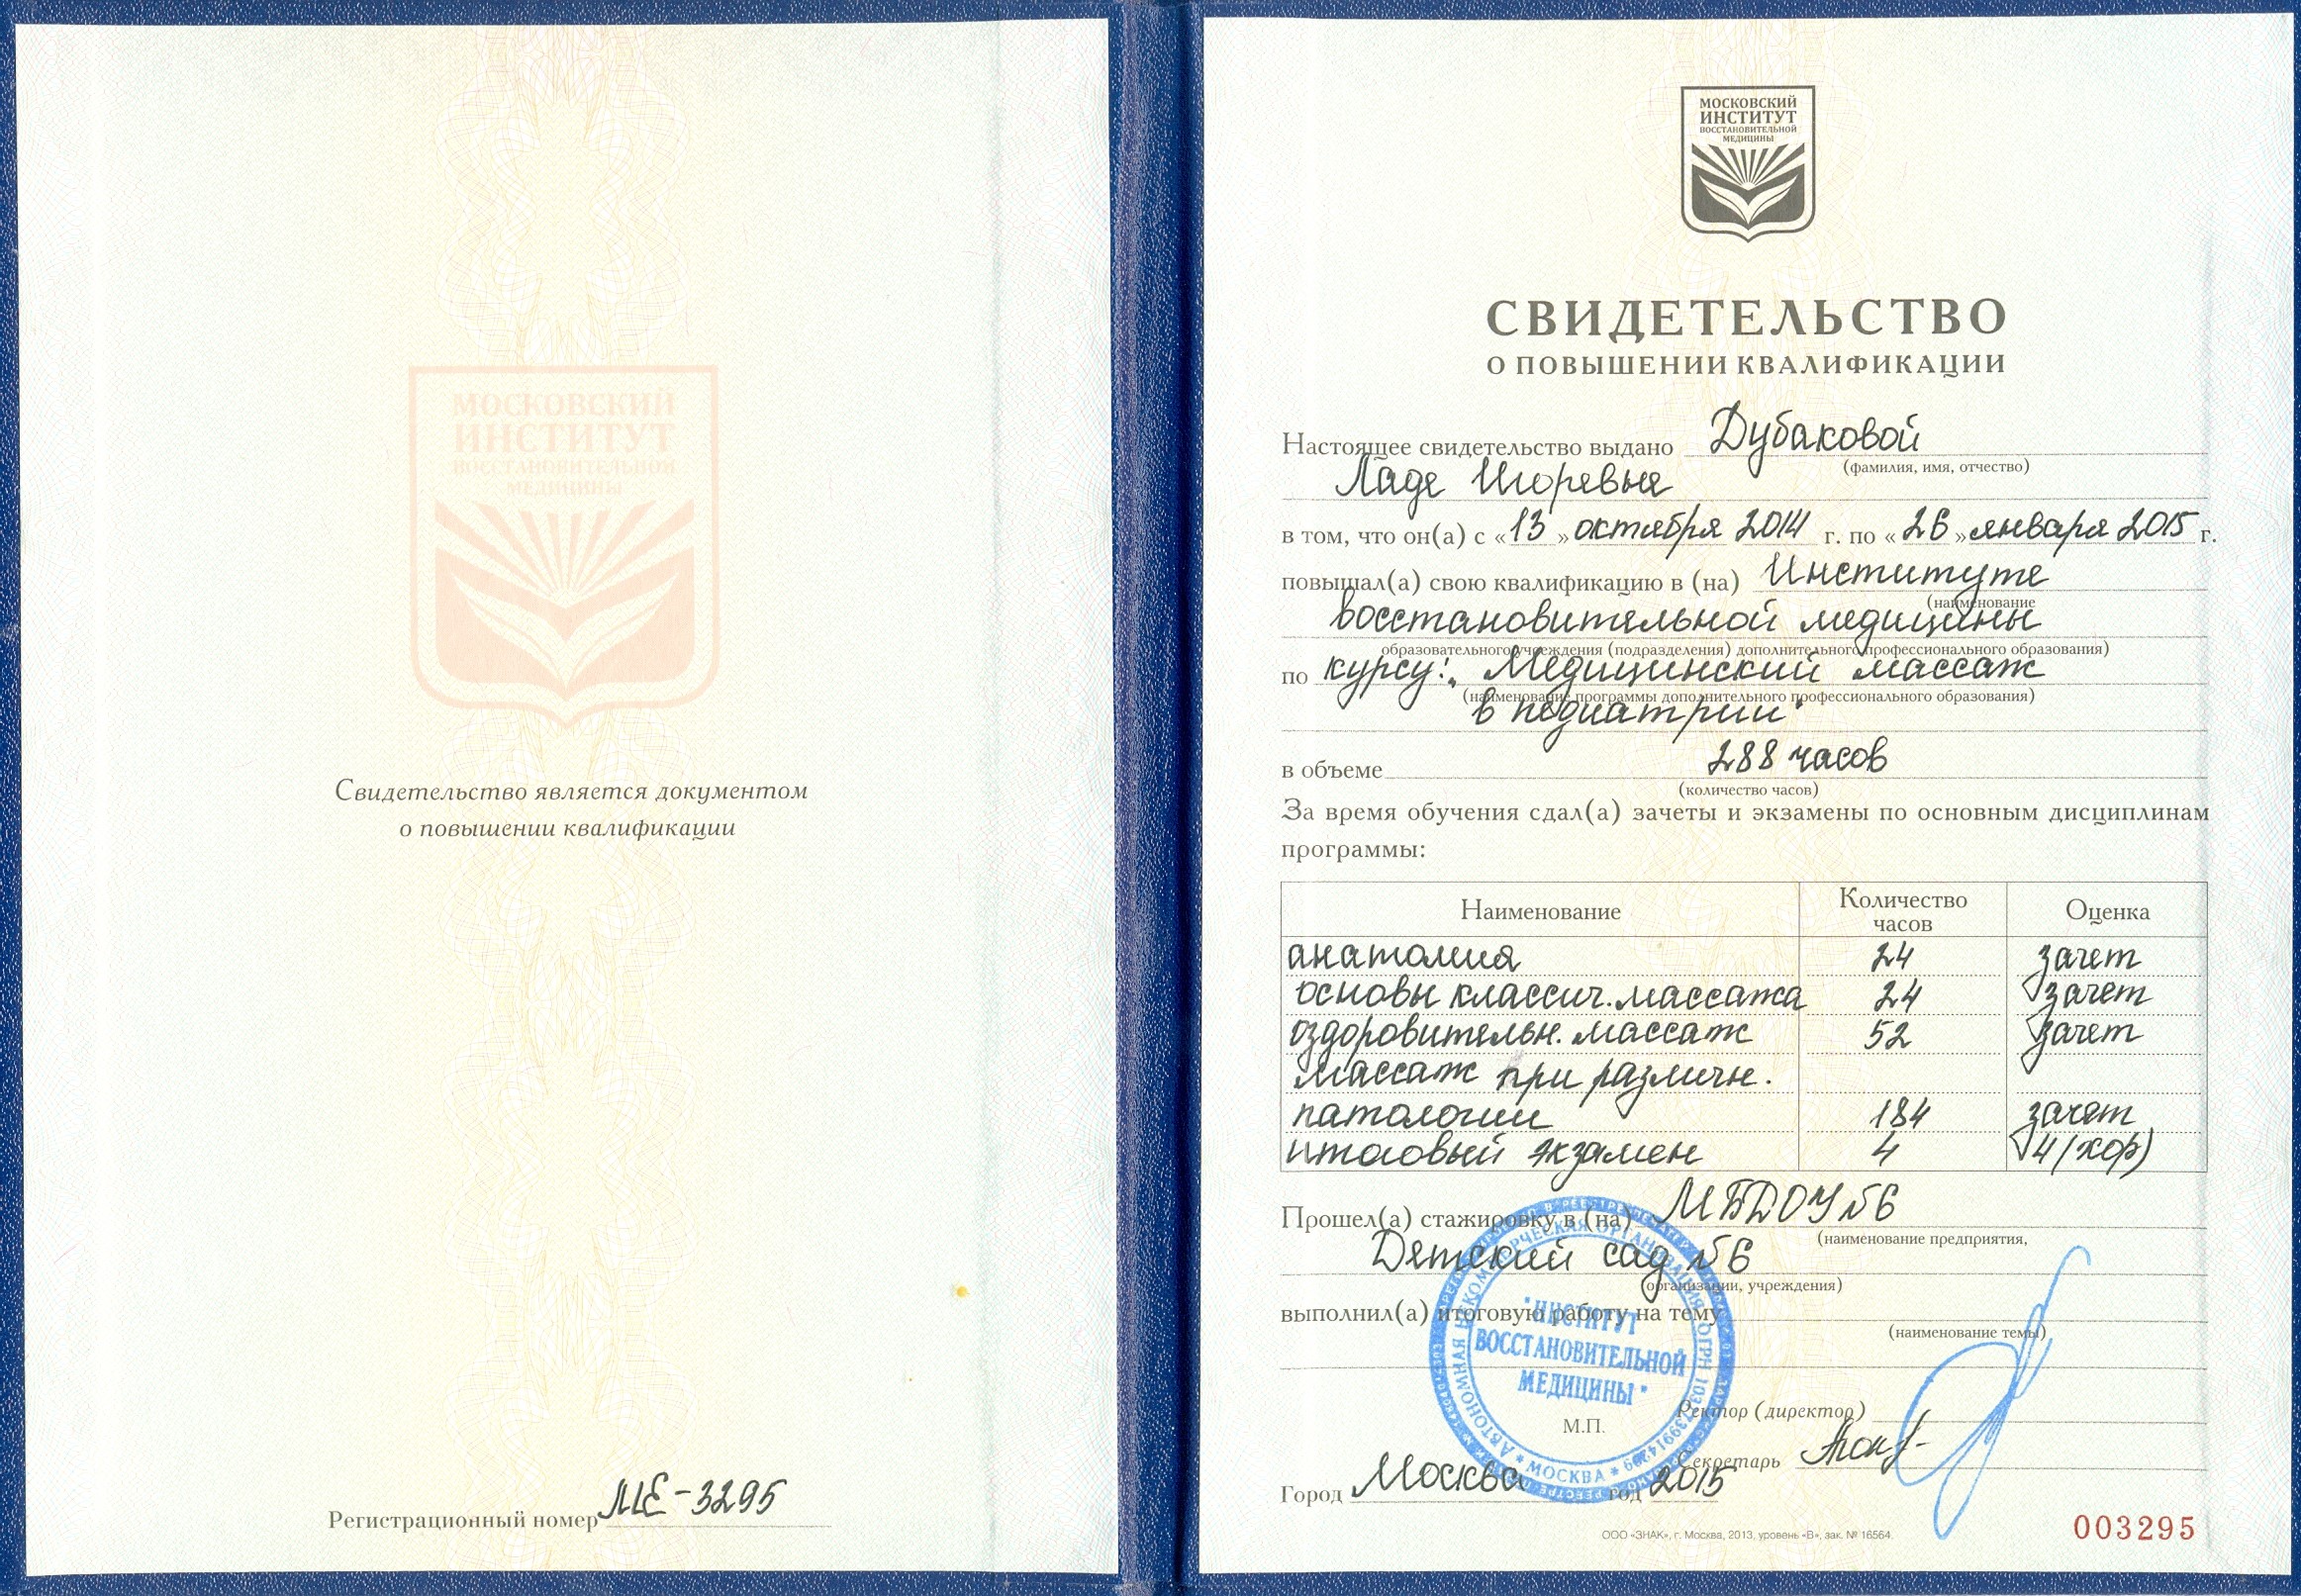 МОСКОВСКИЙ
ИНСТИТУТ
ВОССТАНОВИТЕЛЬНОЙ
МЕДИЦИНЫ
Свидетельство является документом
о повышении квалификации
Регистрационный номер МЕ-3295
МОСКОВСКИЙ
ИНСТИТУТ
ВОССТАНОВИТЕЛЬНОЙ
МЕДИЦИНЫ
СВИДЕТЕЛЬСТВО
О ПОВЫШЕНИИ КВАЛИФИКАЦИИ
Настоящее свидетельство выдано Дубаковой
(фамилия, имя, отчество)
Ладе Игоревне
в том, что он(а) с «13» октября 2014 г. по «26» января 2015 г.
повышал(а) свою квалификацию в (на) Институте
(наименование
восстановительной медицины
образовательного учреждения (подразделения) дополнительного профессионального образования)
по курсу: „Медицинский массаж
(наименование программы дополнительного профессионального образования)
в педиатрии"
в объеме 288 часов
(количество часов)
За время обучения сдал(а) зачеты и экзамены по основным дисциплинам
программы:
Наименование Количество часов Оценка
анатомия 24 зачет
основы классич. массажа 24 зачет
оздоровительн. массаж 52 зачет
массаж при различн.
патологии 184 зачет
итоговый экзамен 4 4 (хор)
Прошел(а) стажировку в (на) МБДОУ №6
(наименование предприятия,
Детский сад №6
организации, учреждения)
выполнил(а) итоговую работу на тему
(наименование темы)
АВТОНОМНАЯ НЕКОММЕРЧЕСКАЯ ОРГАНИЗАЦИЯ
* МОСКВА *
"ИНСТИТУТ
ВОССТАНОВИТЕЛЬНОЙ
МЕДИЦИНЫ"
Ректор (директор)
М.П.
Секретарь
Город Москва год 2015
ООО «ЗНАК», г. Москва, 2013, уровень «В», зак. № 16564
003295